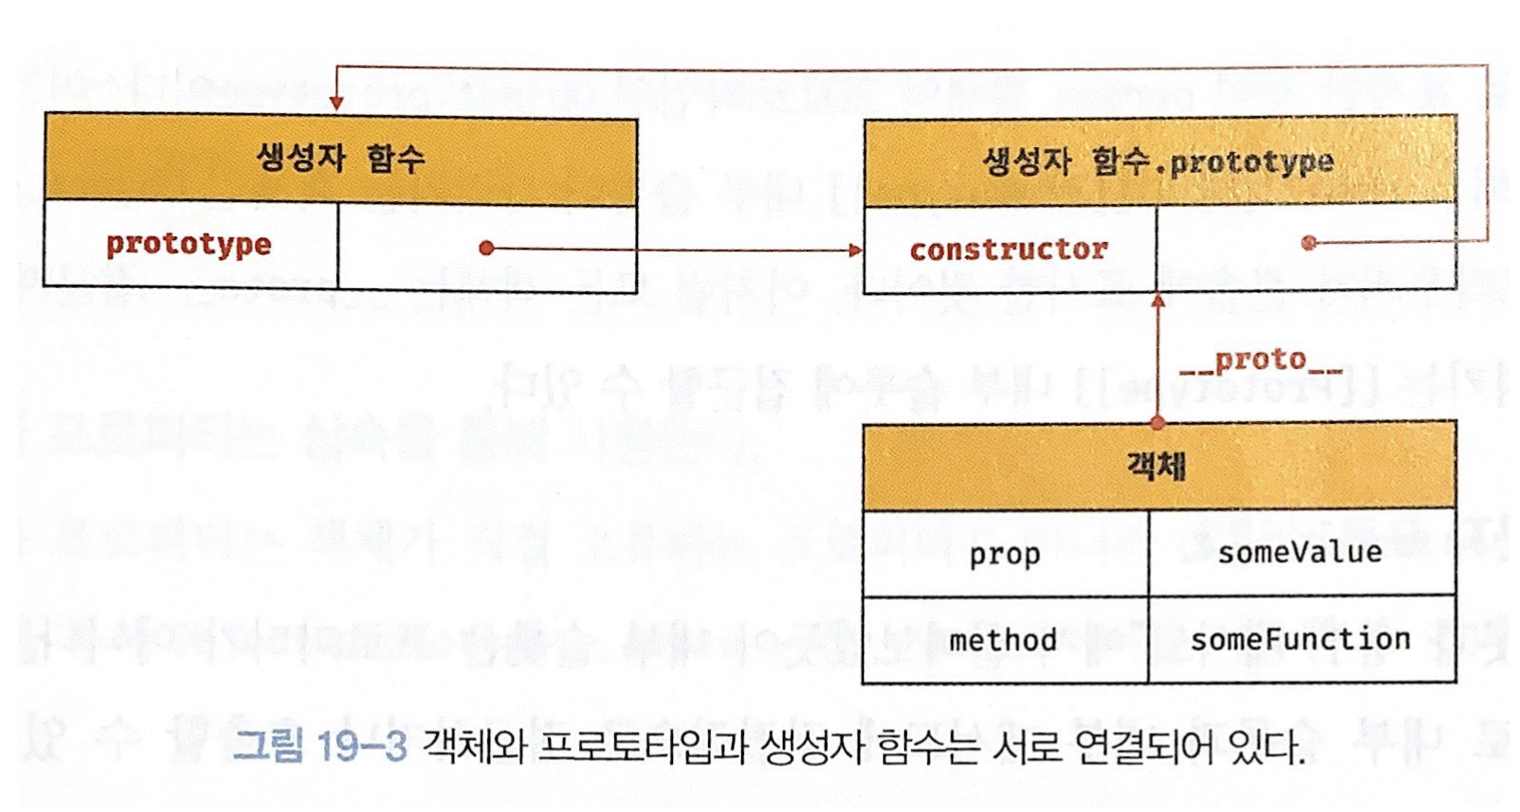 생성자 함수
생성자 함수.prototype
prototype
constructor
__proto__
객체
prop
someValue
method
someFunction
그림 19-3 객체와 프로토타입과 생성자 함수는 서로 연결되어 있다.